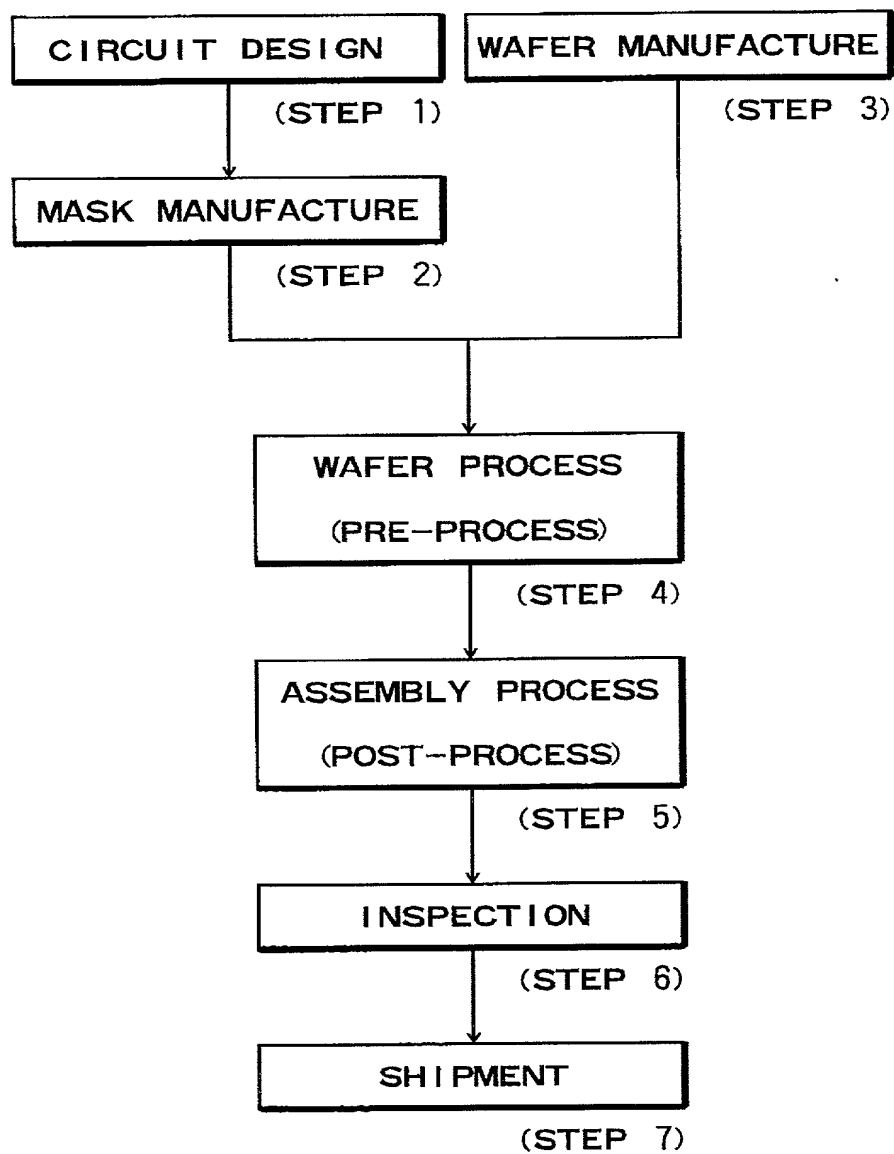 CIRCUIT DESIGN
(STEP 1)
WAFER MANUFACTURE
(STEP 3)
MASK MANUFACTURE
(STEP 2)
WAFER PROCESS
(PRE-PROCESS)
(STEP 4)
ASSEMBLY PROCESS
(POST-PROCESS)
(STEP 5)
INSPECTION
(STEP 6)
SHIPMENT
(STEP 7)